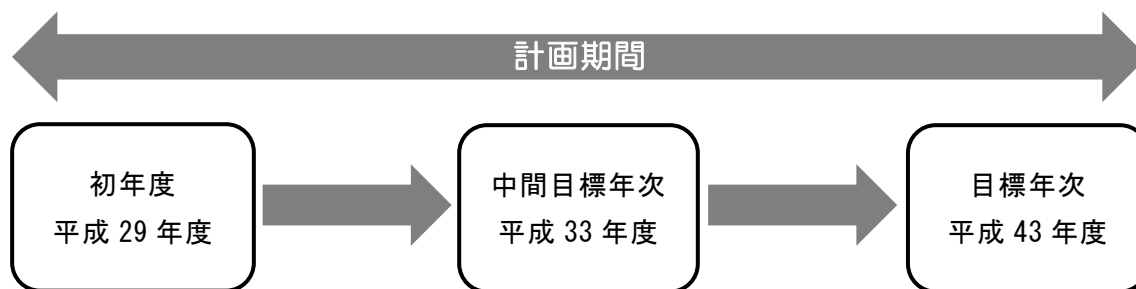 計画期間
初年度
平成 29 年度
中間目標年次
平成 33 年度
目標年次
平成 43 年度